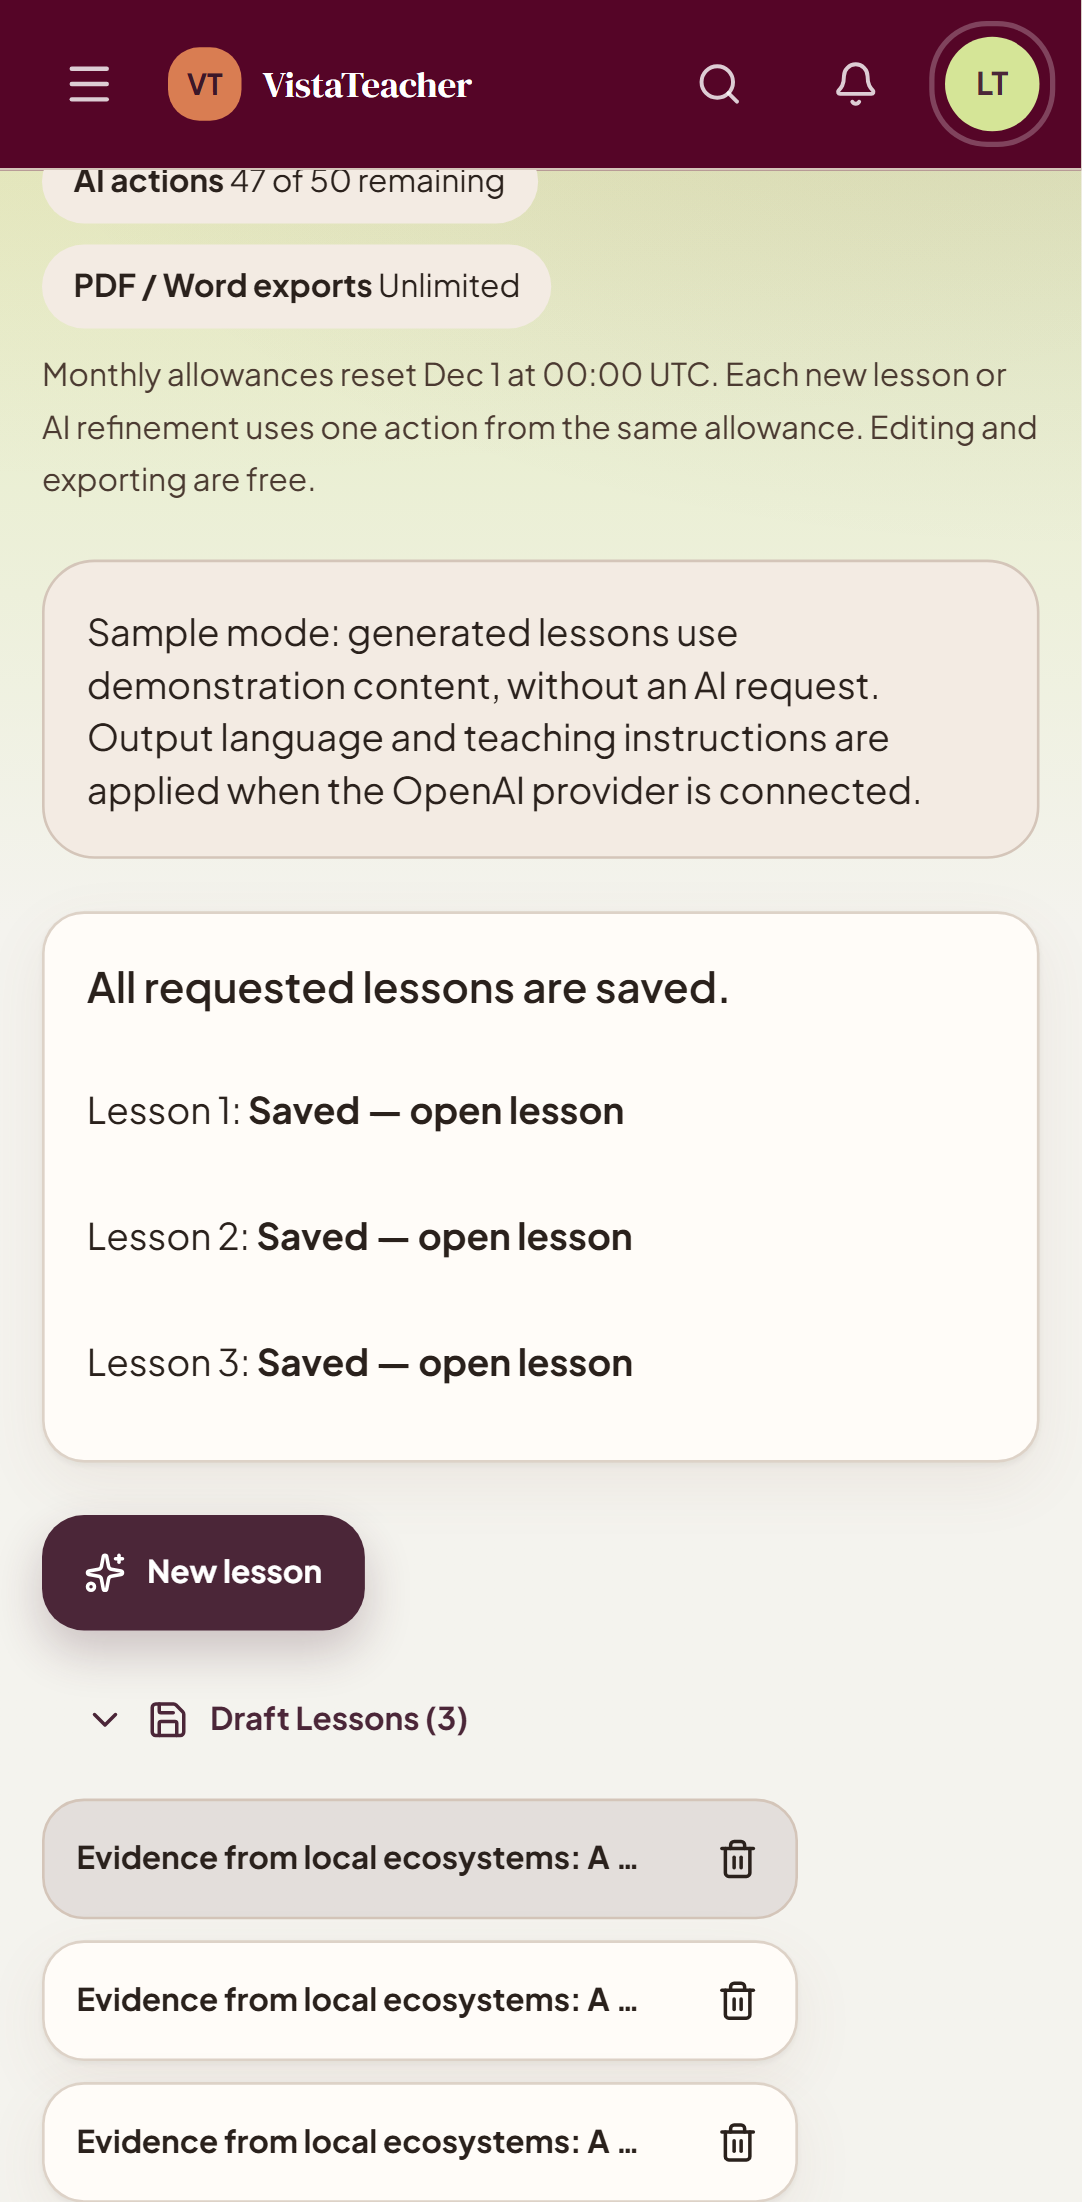 VT VistaTeacher LT
AI actions 47 of 50 remaining
PDF / Word exports Unlimited
Monthly allowances reset Dec 1 at 00:00 UTC. Each new lesson or
AI refinement uses one action from the same allowance. Editing and
exporting are free.
Sample mode: generated lessons use
demonstration content, without an AI request.
Output language and teaching instructions are
applied when the OpenAI provider is connected.
All requested lessons are saved.
Lesson 1: Saved — open lesson
Lesson 2: Saved — open lesson
Lesson 3: Saved — open lesson
New lesson
Draft Lessons (3)
Evidence from local ecosystems: A ...
Evidence from local ecosystems: A ...
Evidence from local ecosystems: A ...